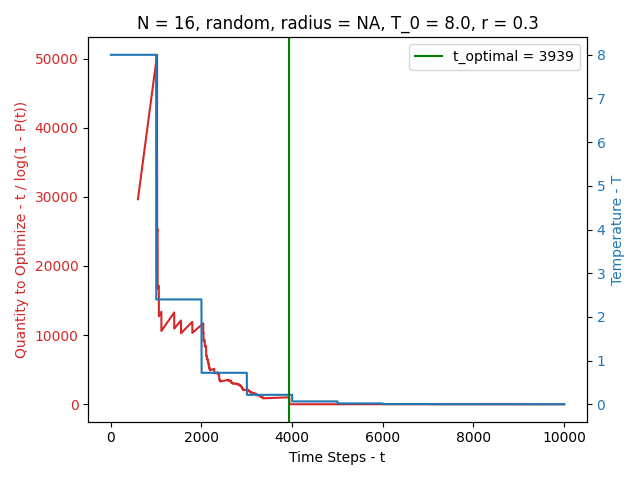 N = 16, random, radius = NA, T_0 = 8.0, r = 0.3
t_optimal = 3939
Quantity to Optimize - t / log(1 - P(t))
50000
40000
30000
20000
10000
0
8
7
6
5
4
3
2
1
0
Temperature - T
0 2000 4000 6000 8000 10000
Time Steps - t